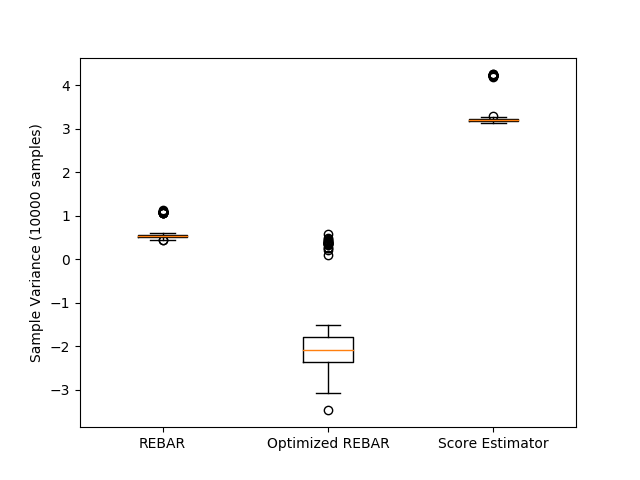 Sample Variance (10000 samples)
4
3
2
1
0
−1
−2
−3
REBAR
Optimized REBAR
Score Estimator